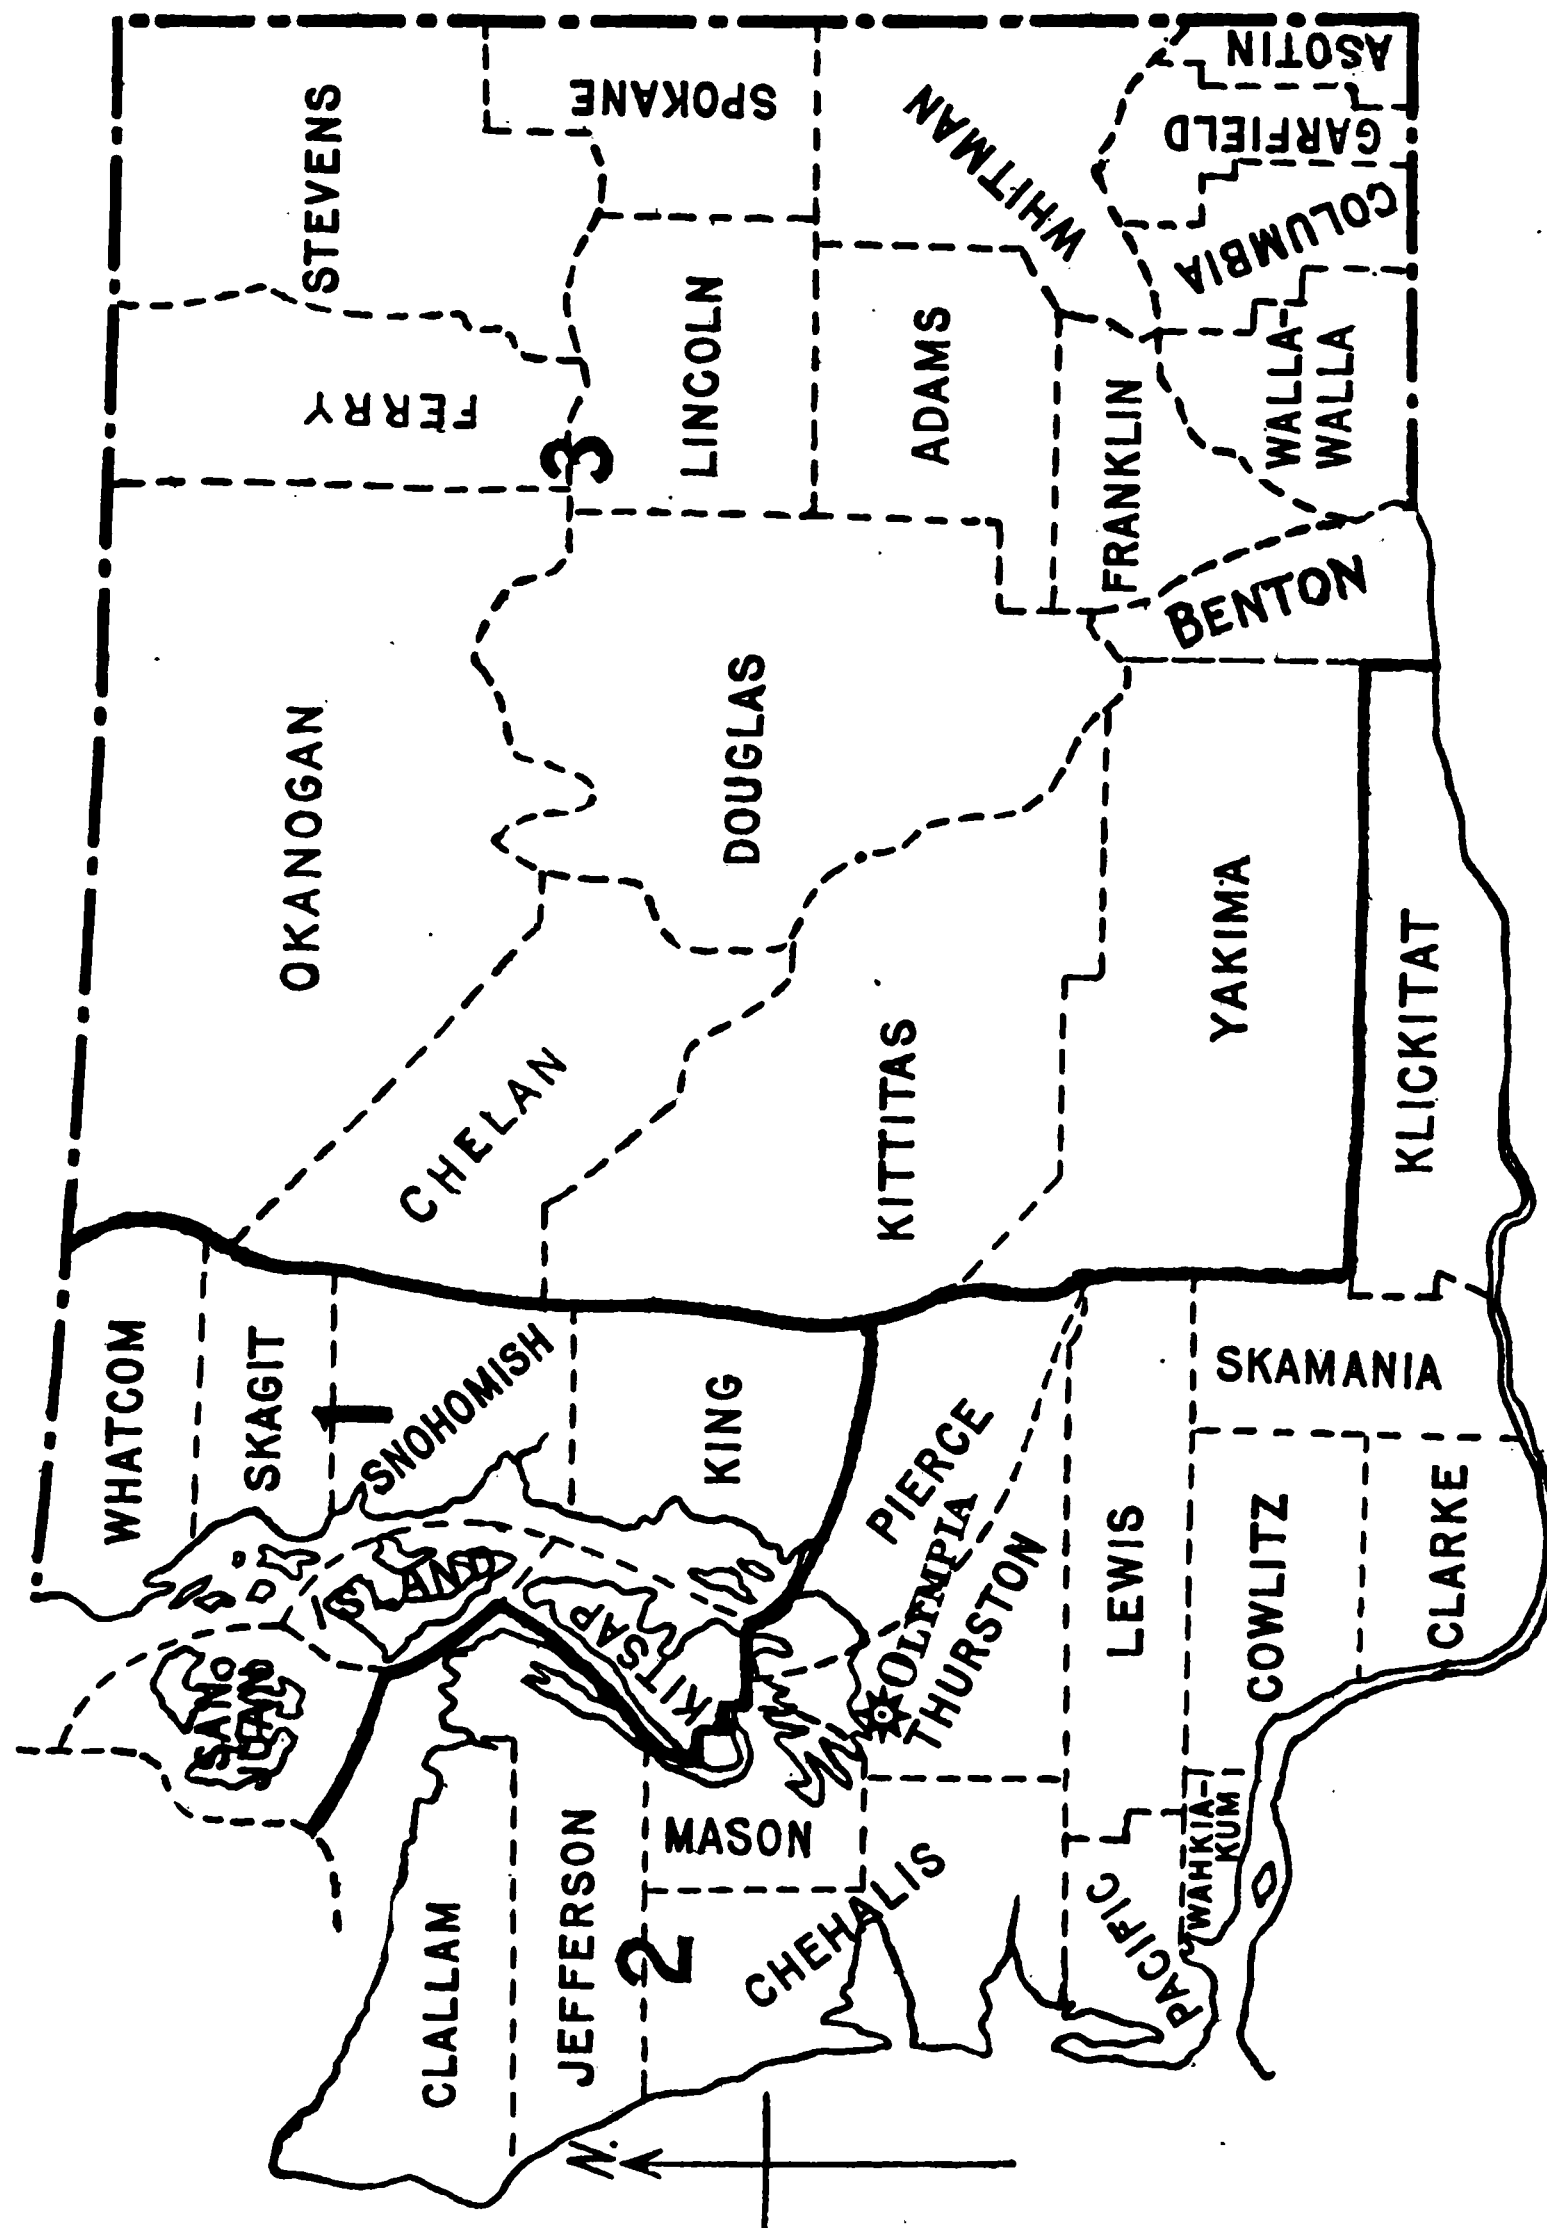 WHATCOM
SKAGIT
1
SNOHOMISH
KING
SAN
JUAN
ISLAND
KITSAP
CLALLAM
JEFFERSON
2
MASON
CHEHALIS
N.
PIERCE
OLYMPIA
THURSTON
LEWIS
PACIFIC
WAHKIA-
KUM
COWLITZ
CLARKE
SKAMANIA
OKANOGAN
CHELAN
DOUGLAS
KITTITAS
YAKIMA
KLICKITAT
FERRY
STEVENS
3
LINCOLN
SPOKANE
ADAMS
WHITMAN
FRANKLIN
BENTON
WALLA-
WALLA
COLUMBIA
GARFIELD
ASOTIN